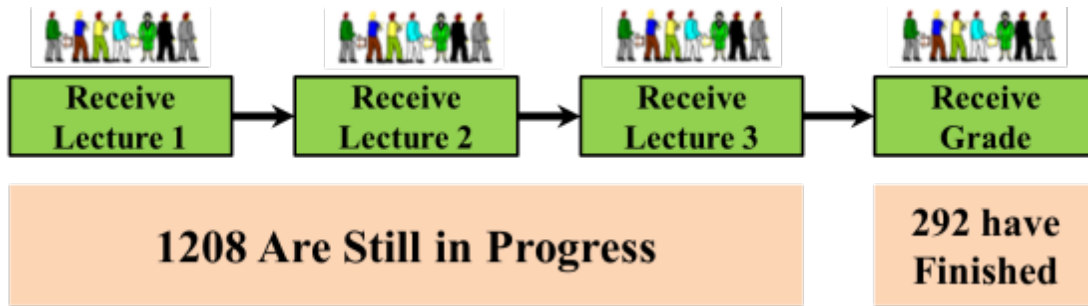 Receive
Lecture 1
Receive
Lecture 2
Receive
Lecture 3
Receive
Grade
1208 Are Still in Progress
292 have
Finished